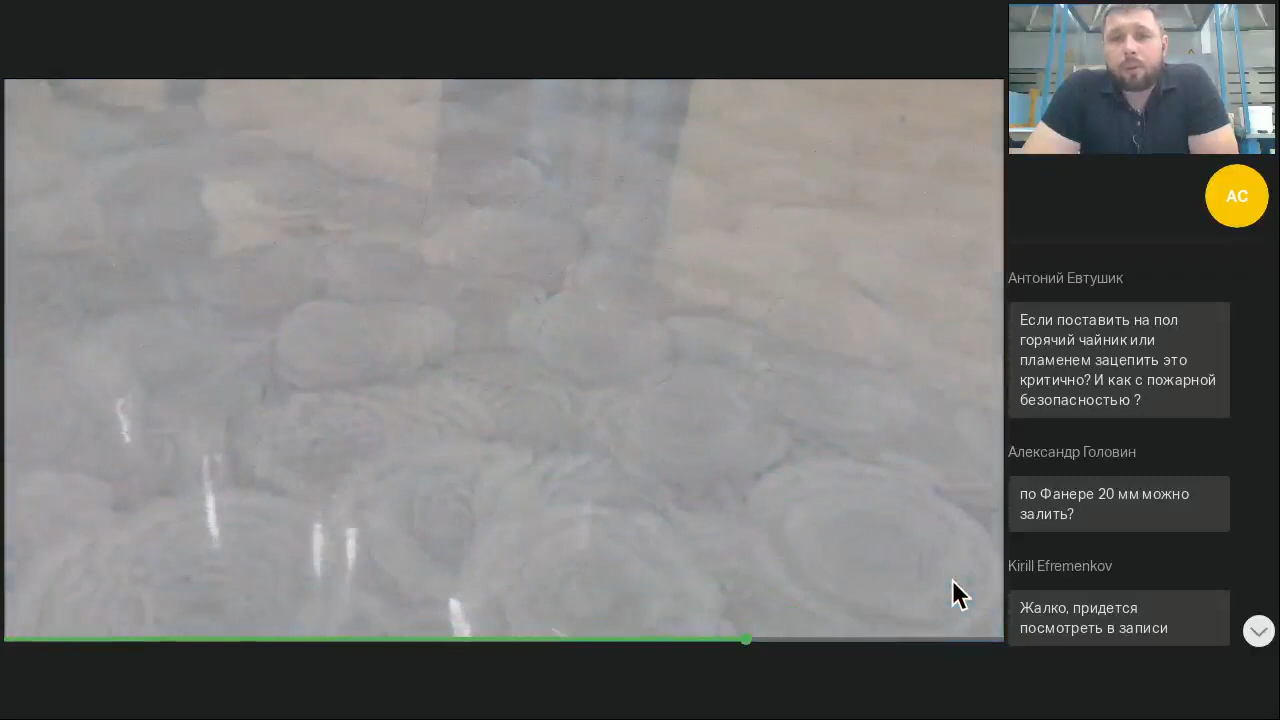 АС
Антоний Евтушик
Если поставить на пол
горячий чайник или
пламенем зацепить это
критично? И как с пожарной
безопасностью ?
Александр Головин
по Фанере 20 мм можно
залить?
Kirill Efremenkov
Жалко, придется
посмотреть в записи